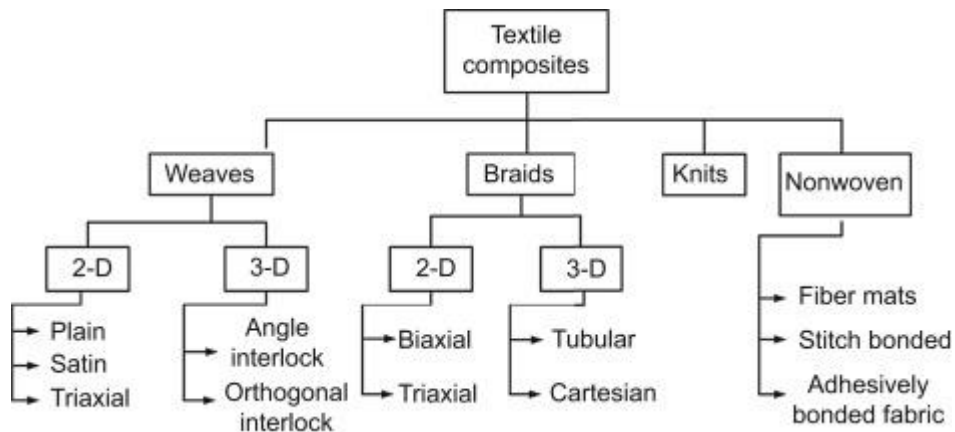 Textile
composites
Weaves
Braids
Knits
Nonwoven
2-D
3-D
2-D
3-D
Plain
Satin
Triaxial
Angle
interlock
Orthogonal
interlock
Biaxial
Triaxial
Tubular
Cartesian
Fiber mats
Stitch bonded
Adhesively
bonded fabric